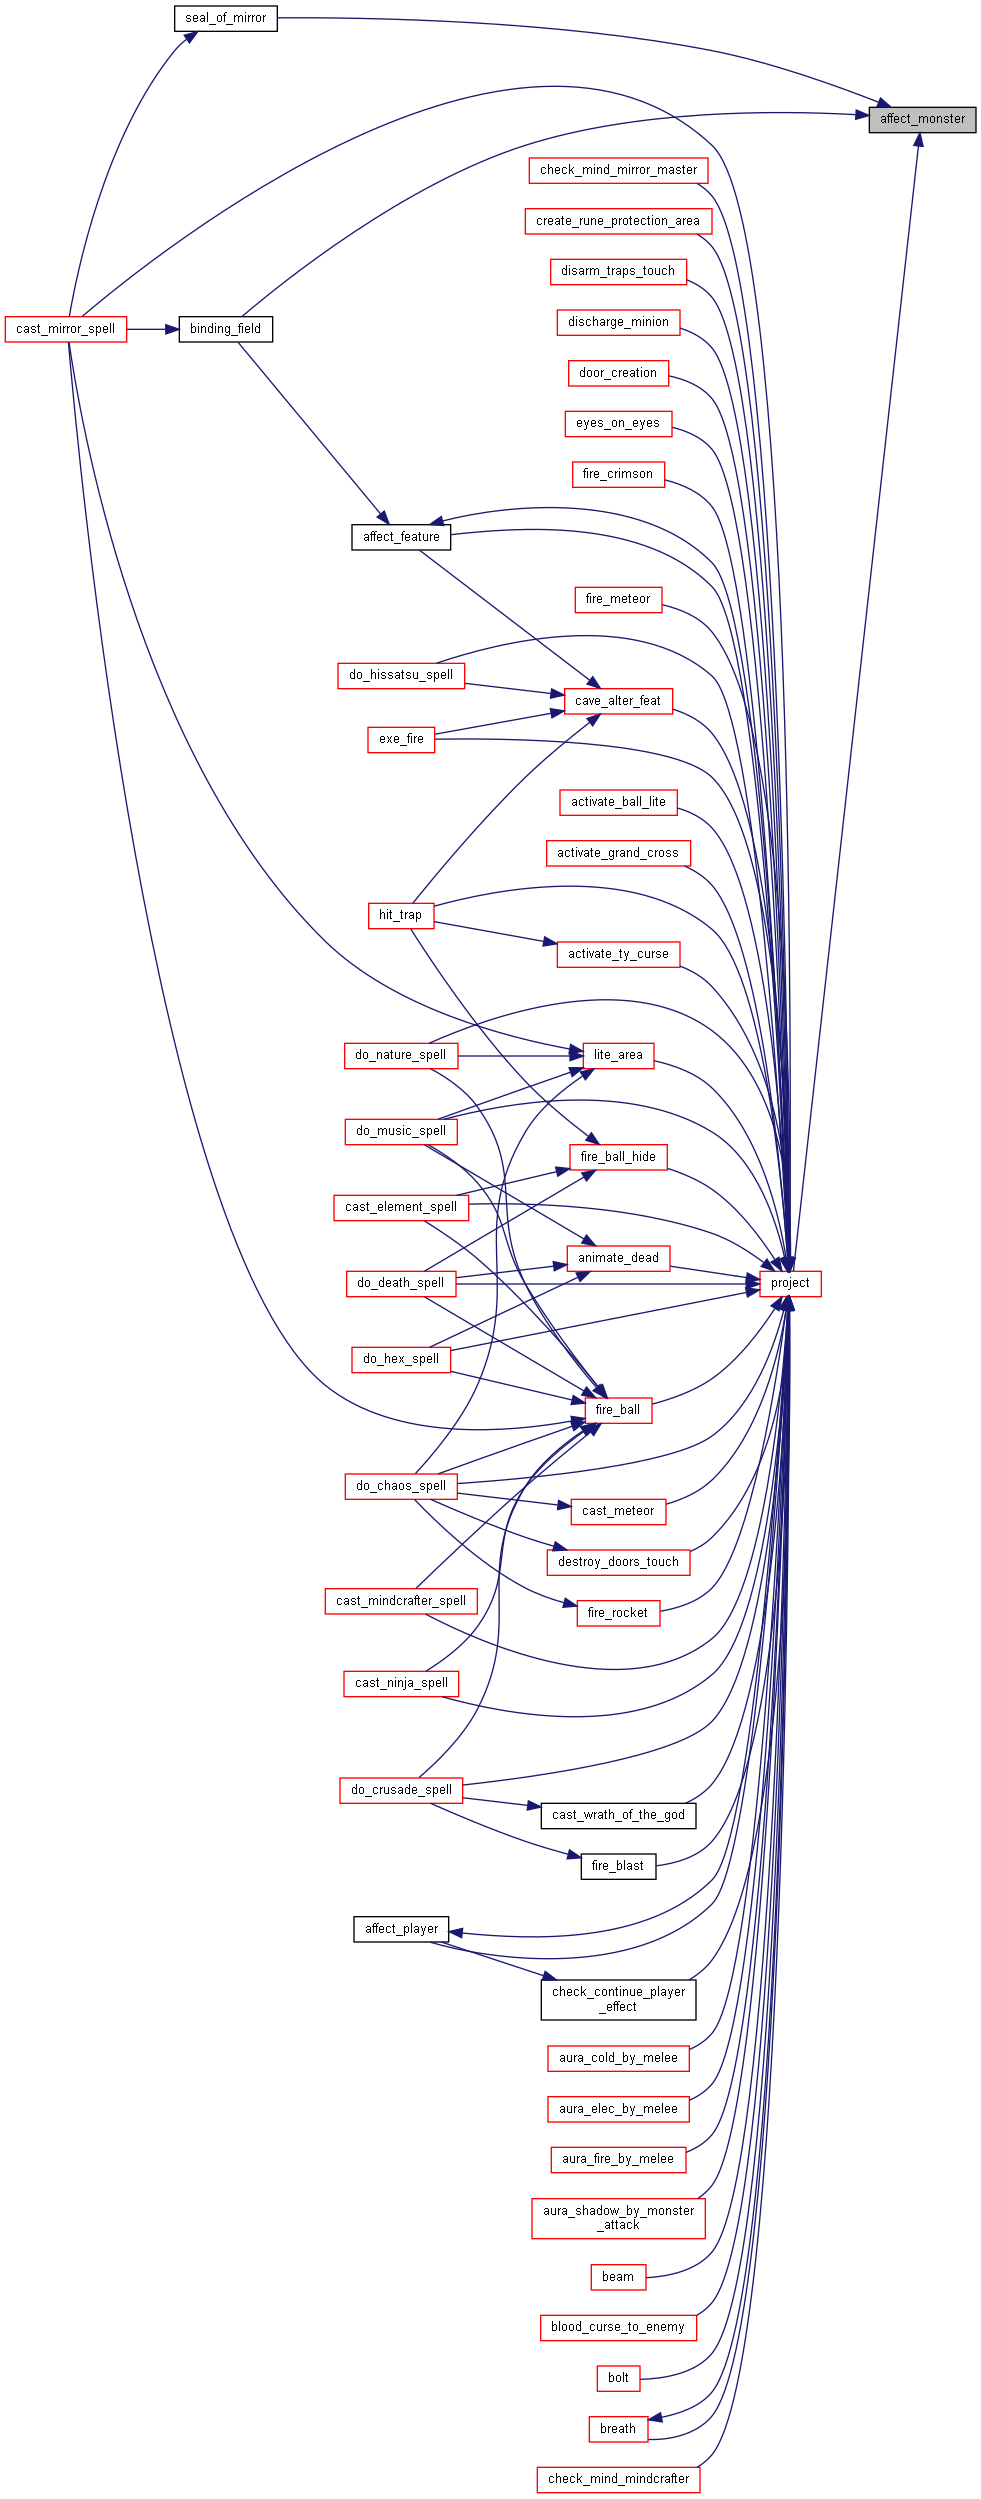 seal_of_mirror
affect_monster
check_mind_mirror_master
create_rune_protection_area
disarm_traps_touch
discharge_minion
cast_mirror_spell
binding_field
door_creation
eyes_on_eyes
fire_crimson
affect_feature
fire_meteor
do_hissatsu_spell
cave_alter_feat
exe_fire
activate_ball_lite
activate_grand_cross
hit_trap
activate_ty_curse
do_nature_spell
lite_area
do_music_spell
fire_ball_hide
cast_element_spell
animate_dead
do_death_spell
project
do_hex_spell
fire_ball
do_chaos_spell
cast_meteor
destroy_doors_touch
cast_mindcrafter_spell
fire_rocket
cast_ninja_spell
do_crusade_spell
cast_wrath_of_the_god
fire_blast
affect_player
check_continue_player
_effect
aura_cold_by_melee
aura_elec_by_melee
aura_fire_by_melee
aura_shadow_by_monster
_attack
beam
blood_curse_to_enemy
bolt
breath
check_mind_mindcrafter